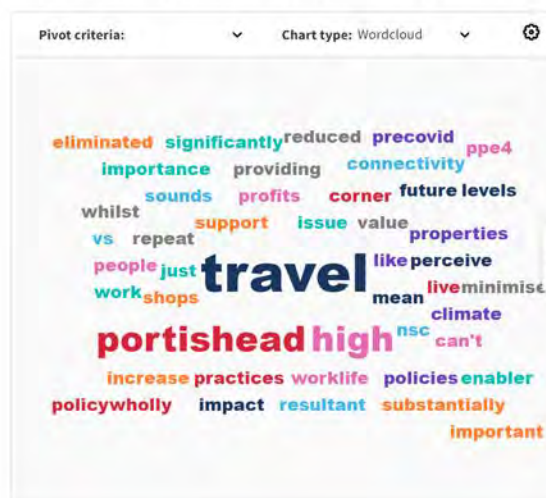 Pivot criteria: Chart type: Wordcloud
eliminated significantly reduced precovid ppe4
importance providing connectivity
sounds profits corner future levels
whilst support issue value
vs repeat properties
people just travel like perceive
work shops mean live minimise
climate
portishead high nsc can't
increase practices worklife policies enabler
policy wholly impact resultant substantially
important